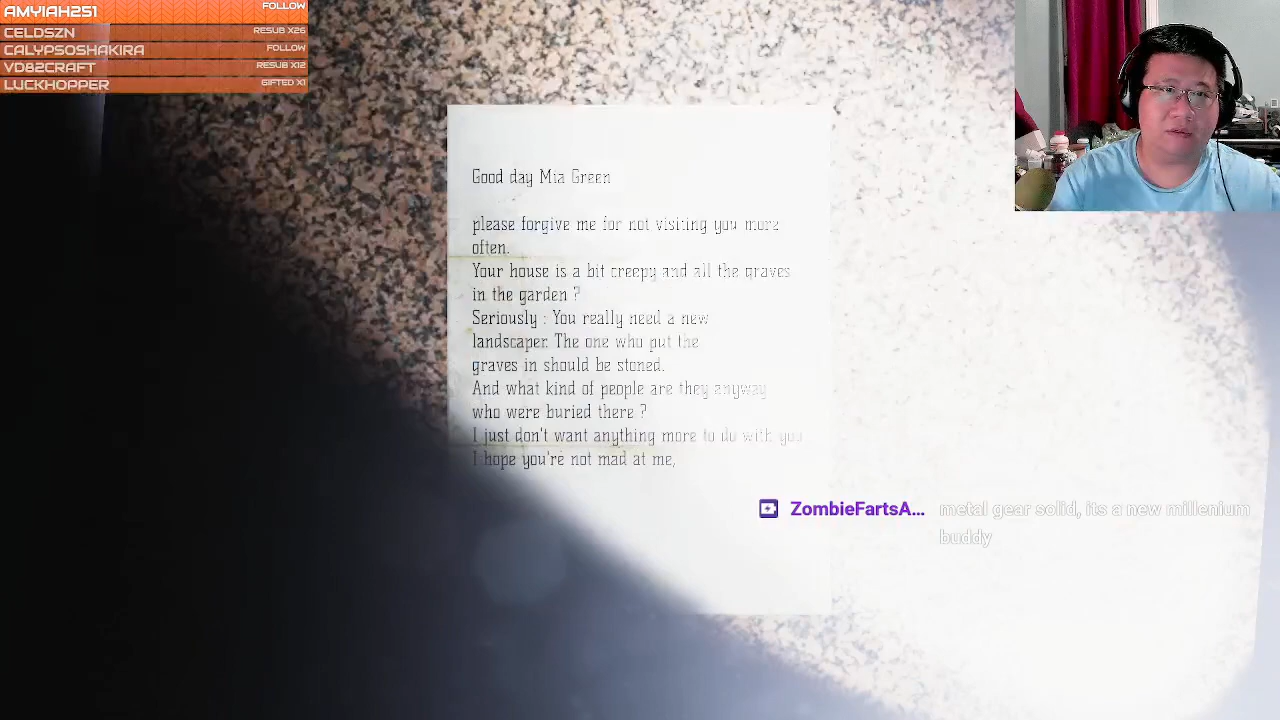 AMYIAH251 FOLLOW
CELDSZN RESUB X26
CALYPSOSHAKIRA FOLLOW
VD82CRAFT RESUB X12
LUCKHOPPER GIFTED X1
Good day Mia Green
please forgive me for not visiting you more
often.
Your house is a bit creepy and all the graves
in the garden ?
Seriously : You really need a new
landscaper. The one who put the
graves in should be stoned.
And what kind of people are they anyway
who were buried there ?
I just don't want anything more to do with you
I hope you're not mad at me,
ZombieFartsA... metal gear solid, its a new millenium
buddy